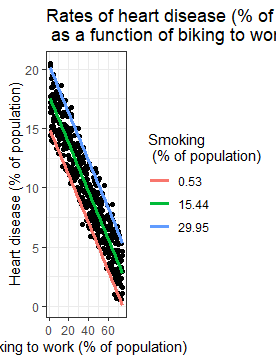 Rates of heart disease (% of
as a function of biking to wor
Heart disease (% of population)
20
15
10
5
0
0 20 40 60
king to work (% of population)
Smoking
(% of population)
0.53
15.44
29.95